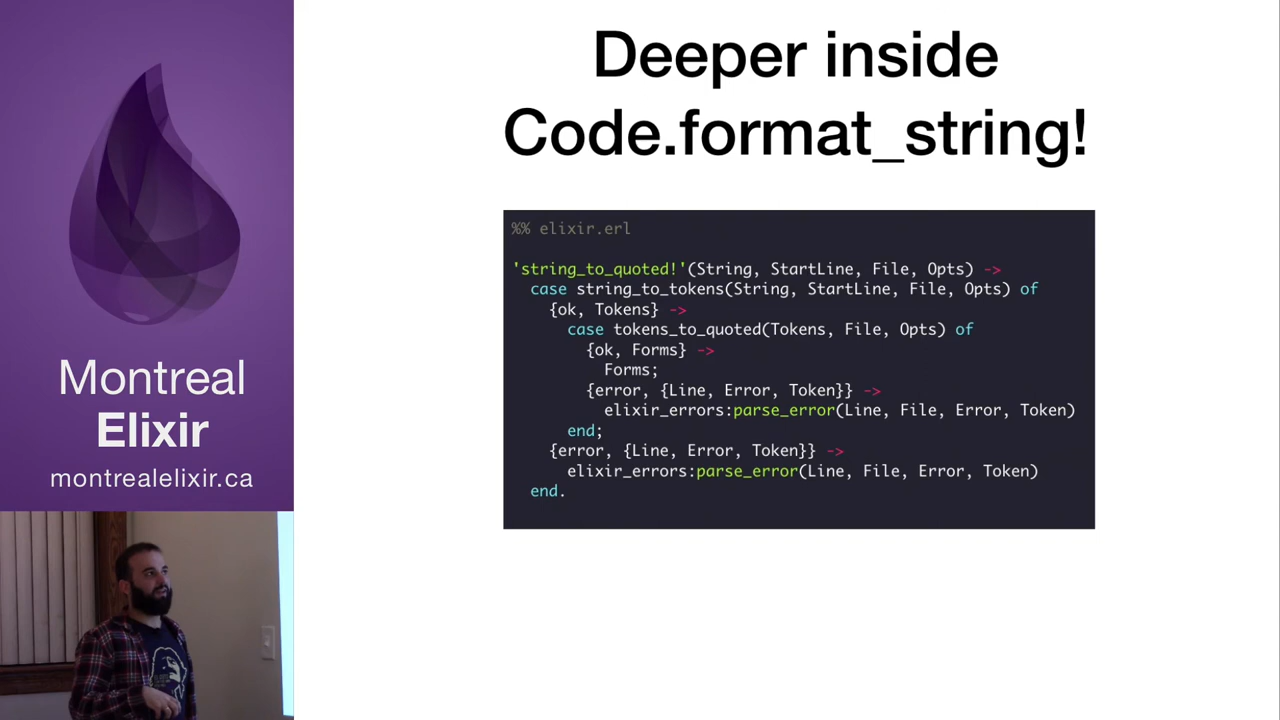 Deeper inside
Code.format_string!
%% elixir.erl
'string_to_quoted!'(String, StartLine, File, Opts) ->
case string_to_tokens(String, StartLine, File, Opts) of
{ok, Tokens} ->
case tokens_to_quoted(Tokens, File, Opts) of
{ok, Forms} ->
Forms;
{error, {Line, Error, Token}} ->
elixir_errors:parse_error(Line, File, Error, Token)
end;
{error, {Line, Error, Token}} ->
elixir_errors:parse_error(Line, File, Error, Token)
end.
Montreal
Elixir
montrealelixir.ca